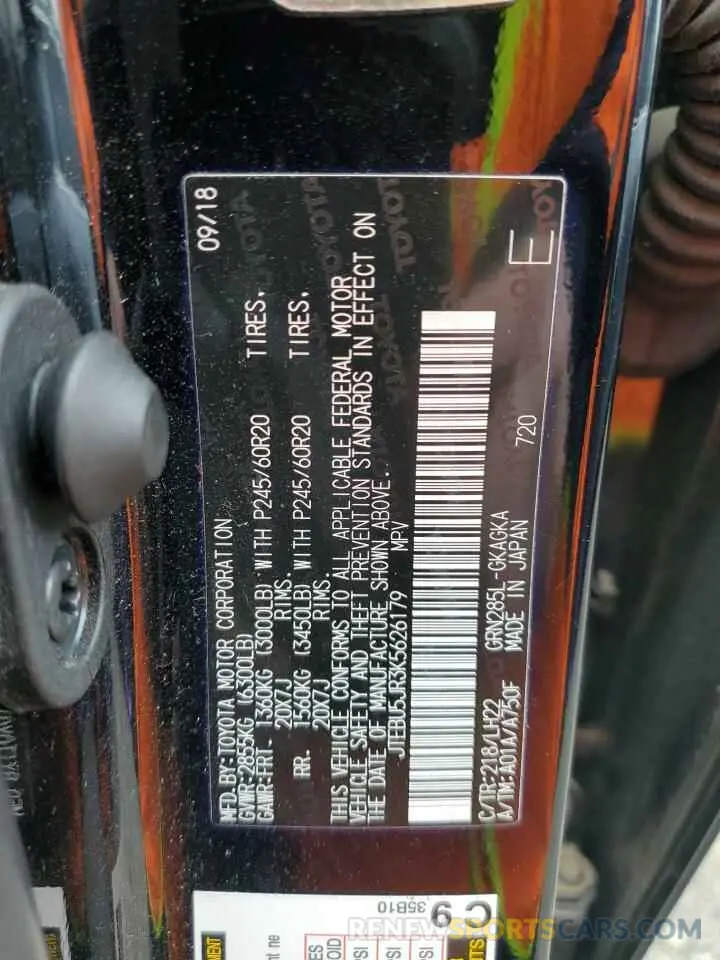 MFD.BY:TOYOTA MOTOR CORPORATION 09/18
GVWR:2855KG (6300LB)
GAWR:FRT. 1360KG (3000LB) WITH P245/60R20 TIRES.
20X7J RIMS.
RR. 1560KG (3450LB) WITH P245/60R20 TIRES.
20X7J RIMS.
THIS VEHICLE CONFORMS TO ALL APPLICABLE FEDERAL MOTOR
VEHICLE SAFETY AND THEFT PREVENTION STANDARDS IN EFFECT ON
THE DATE OF MANUFACTURE SHOWN ABOVE.
JTEBU5JR3K5626179 MPV
C/TR:218/LH22 GRN285L-GKAGKA 720
A/TM:A01A/A750F MADE IN JAPAN
E
C9
35B10
RENEWSPORTSCARS.COM